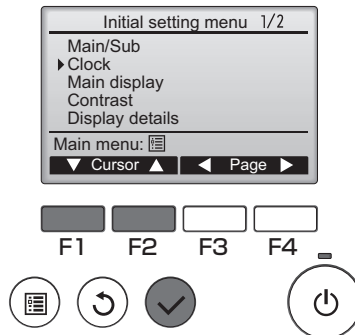 Initial setting menu 1/2
Main/Sub
Clock
Main display
Contrast
Display details
Main menu:
Cursor Page
F1 F2 F3 F4